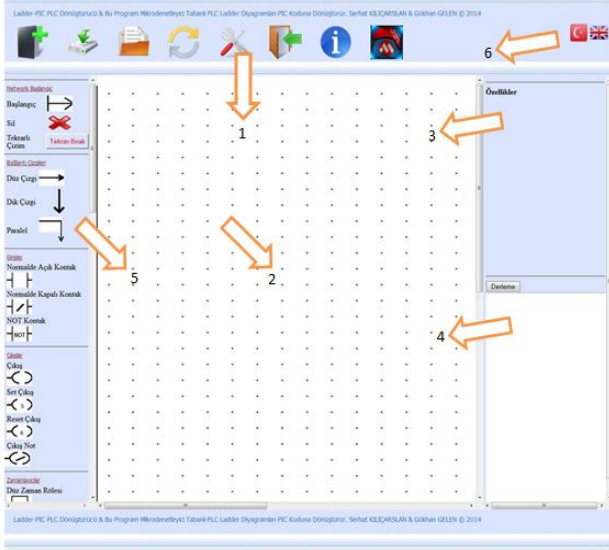 Ladder-PIC PLC Dönüştürücü & Bu Program Mikrodenetleyici Tabanlı PLC Ladder Diyagramları PIC Koduna Dönüştürür, Serhat KILIÇARSLAN & Gökhan GELEN @ 2014
6
Network Başlangıç
Başlangıç
Sil
Tekrarlı Çizim
Tekrarı Bırak
Bağlantı Çizgileri
Düz Çizgi
Dik Çizgi
Paralel
Girişler
Normalde Açık Kontak
Normalde Kapalı Kontak
NOT Kontak
NOT
Çıkışlar
Çıkış
Set Çıkış
S
Reset Çıkış
R
Çıkış Not
Zamanlayıcılar
Düz Zaman Rölesi
1
3
5
2
4
Özellikler
Derleme
Ladder-PIC PLC Dönüştürücü & Bu Program Mikrodenetleyici Tabanlı PLC Ladder Diyagramları PIC Koduna Dönüştürür, Serhat KILIÇARSLAN & Gökhan GELEN @ 2014